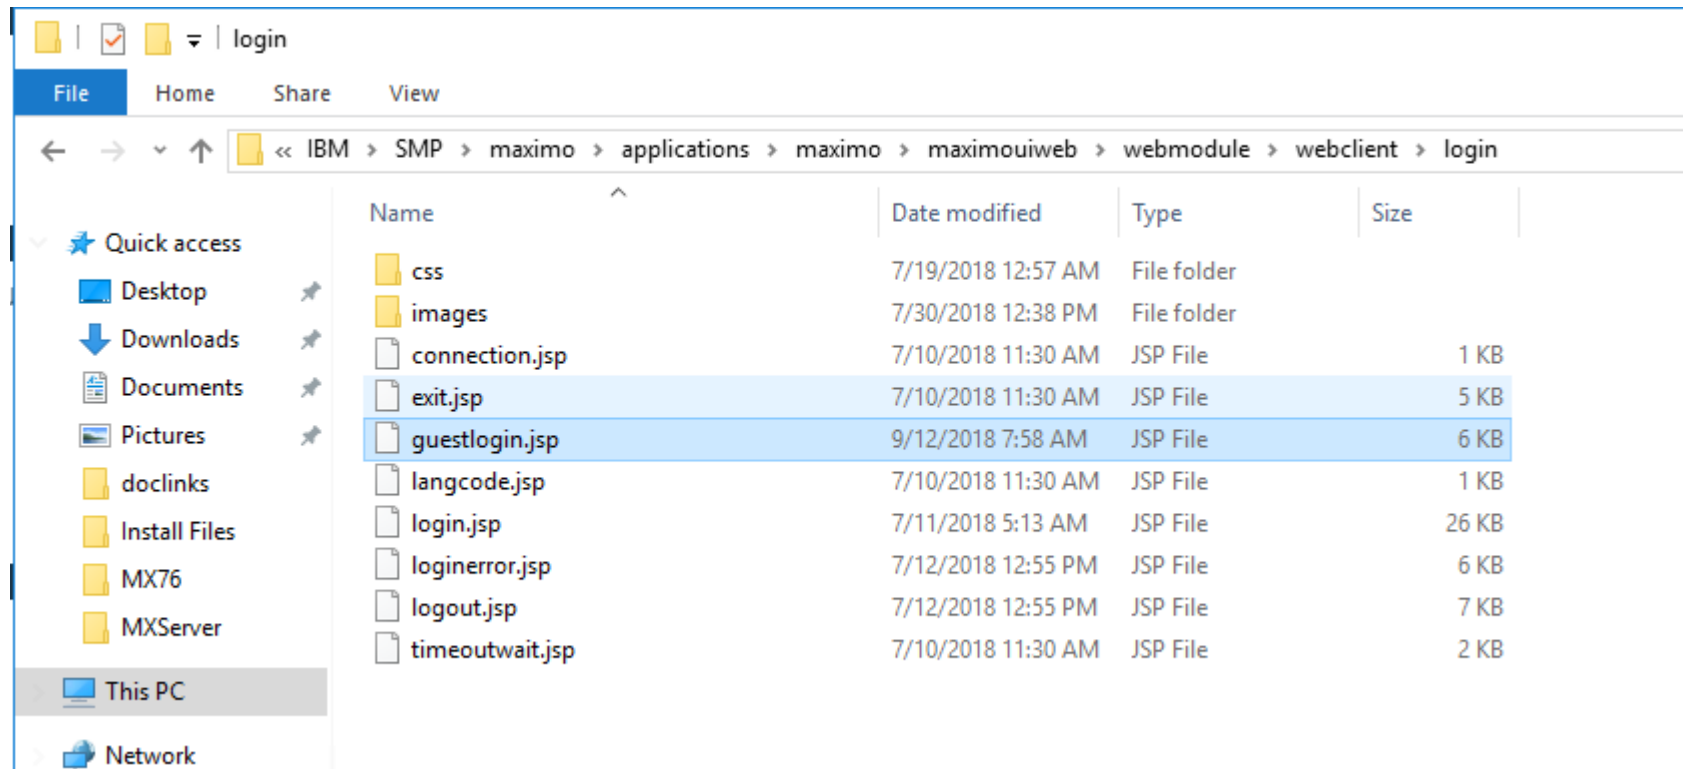 login
File Home Share View
« IBM > SMP > maximo > applications > maximo > maximouiweb > webmodule > webclient > login
Name Date modified Type Size
Quick access
Desktop
Downloads
Documents
Pictures
doclinks
Install Files
MX76
MXServer
This PC
Network
css 7/19/2018 12:57 AM File folder
images 7/30/2018 12:38 PM File folder
connection.jsp 7/10/2018 11:30 AM JSP File 1 KB
exit.jsp 7/10/2018 11:30 AM JSP File 5 KB
guestlogin.jsp 9/12/2018 7:58 AM JSP File 6 KB
langcode.jsp 7/10/2018 11:30 AM JSP File 1 KB
login.jsp 7/11/2018 5:13 AM JSP File 26 KB
loginerror.jsp 7/12/2018 12:55 PM JSP File 6 KB
logout.jsp 7/12/2018 12:55 PM JSP File 7 KB
timeoutwait.jsp 7/10/2018 11:30 AM JSP File 2 KB